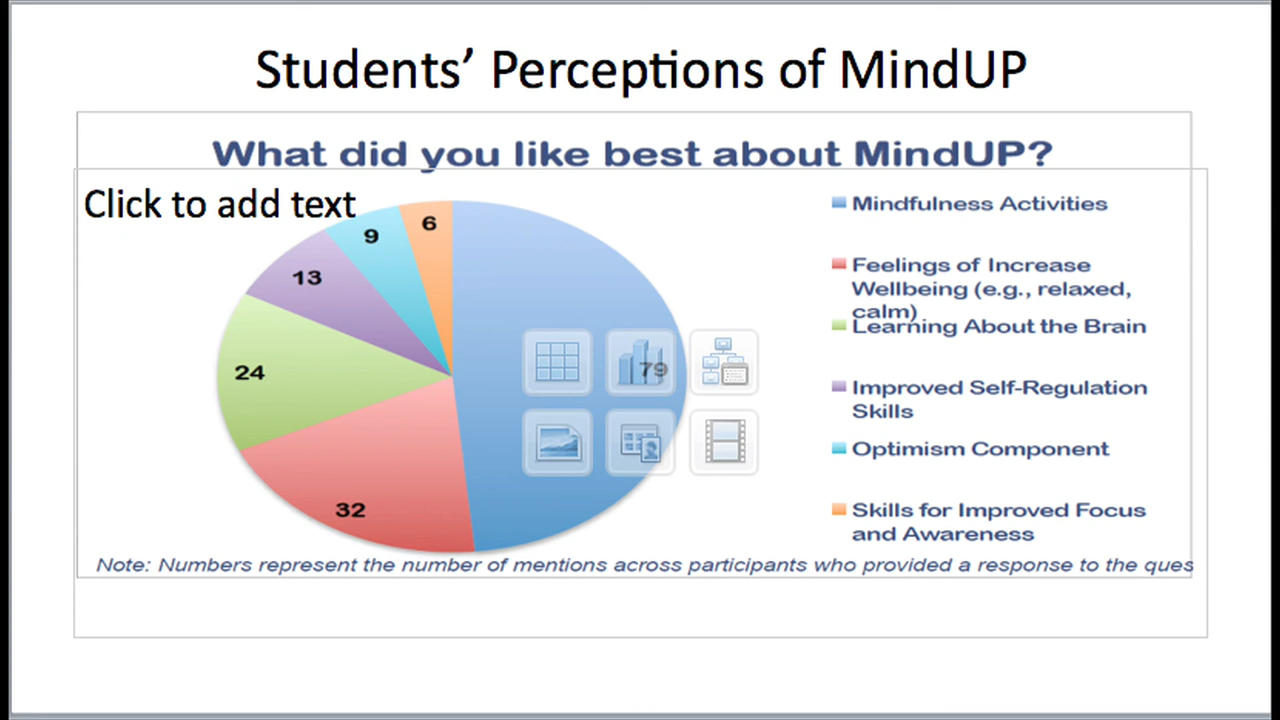 Students’ Perceptions of MindUP
What did you like best about MindUP?
Click to add text
6
9
13
24
79
32
Mindfulness Activities
Feelings of Increase
Wellbeing (e.g., relaxed,
calm)
Learning About the Brain
Improved Self-Regulation
Skills
Optimism Component
Skills for Improved Focus
and Awareness
Note: Numbers represent the number of mentions across participants who provided a response to the ques